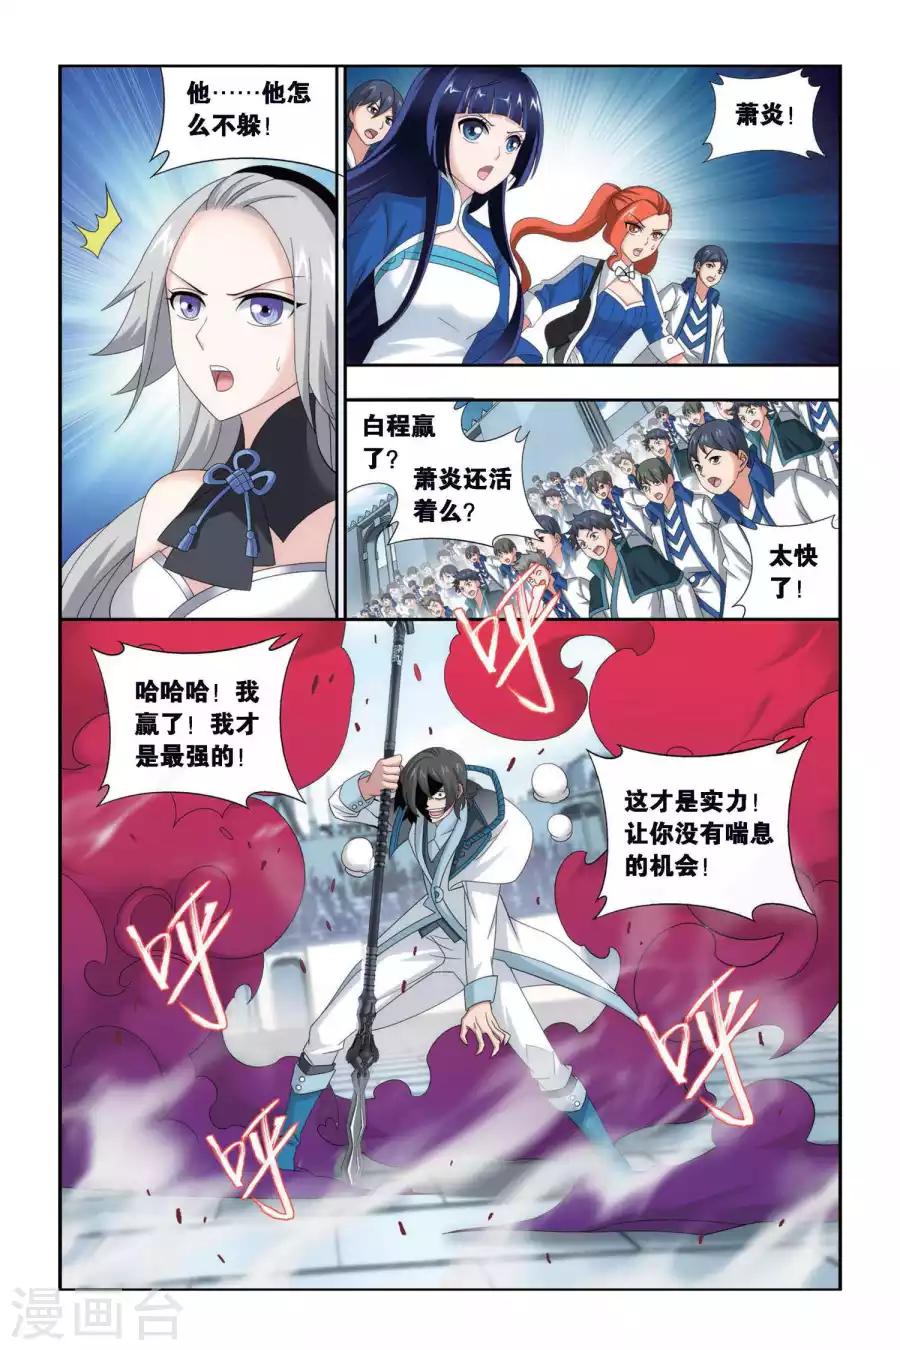 他……他怎
么不躲！
萧炎！
白程赢
了？
萧炎还活
着么？
太快
了！
呼
哈哈哈！我
赢了！我才
是最强的！
这才是实力！
让你没有喘息
的机会！
呼
呼
呼
漫画台